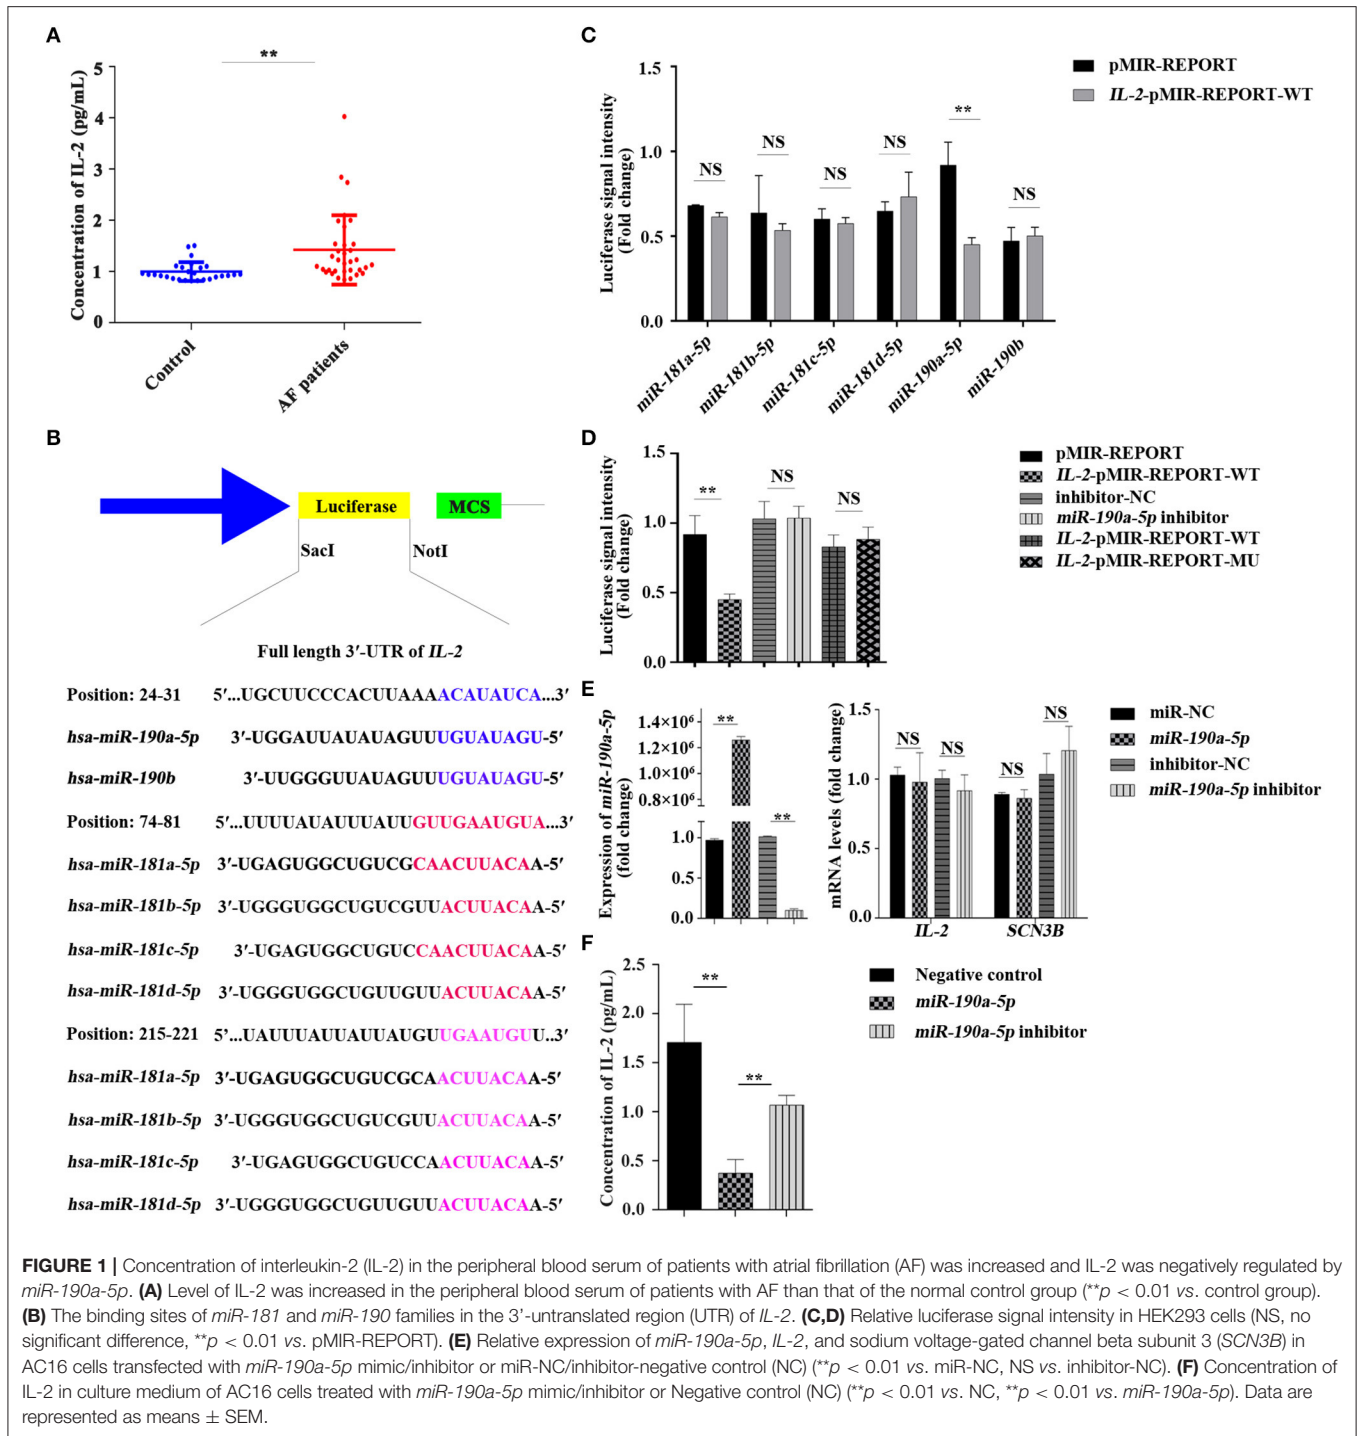 A
**
Concentration of IL-2 (pg/mL)
5
4
3
2
1
0
Control
AF patients
C
pMIR-REPORT
IL-2-pMIR-REPORT-WT
Luciferase signal intensity
(Fold change)
1.5
1.0
0.5
0.0
NS
NS
NS
NS
**
NS
miR-181a-5p
miR-181b-5p
miR-181c-5p
miR-181d-5p
miR-190a-5p
miR-190b
B
Luciferase
MCS
SacI
NotI
Full length 3′-UTR of IL-2
Position: 24-31 5′...UGCUUCCCACUUAAAACAUAUCA...3′
hsa-miR-190a-5p 3′-UGGAUUAUAUAGUUUGUAUAGU-5′
hsa-miR-190b 3′-UUGGGUUAUAGUUUGUAUAGU-5′
Position: 74-81 5′...UUUUAUAUUUAUUGUUGAAUGUA...3′
hsa-miR-181a-5p 3′-UGAGUGGCUGUCGCAACUUACAA-5′
hsa-miR-181b-5p 3′-UGGGUGGCUGUCGUUACUUACAA-5′
hsa-miR-181c-5p 3′-UGAGUGGCUGUCCAACUUACAA-5′
hsa-miR-181d-5p 3′-UGGGUGGCUGUUGUUACUUACAA-5′
Position: 215-221 5’...UAUUUAUUAUUAUGUUGAAUGUU..3′
hsa-miR-181a-5p 3′-UGAGUGGCUGUCGCAACUUACAA-5′
hsa-miR-181b-5p 3′-UGGGUGGCUGUCGUUACUUACAA-5′
hsa-miR-181c-5p 3′-UGAGUGGCUGUCCAACUUACAA-5′
hsa-miR-181d-5p 3′-UGGGUGGCUGUUGUUACUUACAA-5′
D
Luciferase signal intensity
(Fold change)
1.5
1.0
0.5
0.0
**
NS
NS
pMIR-REPORT
IL-2-pMIR-REPORT-WT
inhibitor-NC
miR-190a-5p inhibitor
IL-2-pMIR-REPORT-WT
IL-2-pMIR-REPORT-MU
E
Expression of miR-190a-5p
(fold change)
1.4×10⁶
1.2×10⁶
1.0×10⁶
0.8×10⁶
1.0
0.5
0.0
**
**
mRNA levels (fold change)
1.5
1.0
0.5
0.0
NS
NS
NS
NS
IL-2
SCN3B
miR-NC
miR-190a-5p
inhibitor-NC
miR-190a-5p inhibitor
F
Concentration of IL-2 (pg/mL)
2.5
2.0
1.5
1.0
0.5
0.0
**
**
Negative control
miR-190a-5p
miR-190a-5p inhibitor
FIGURE 1 | Concentration of interleukin-2 (IL-2) in the peripheral blood serum of patients with atrial fibrillation (AF) was increased and IL-2 was negatively regulated by
miR-190a-5p. (A) Level of IL-2 was increased in the peripheral blood serum of patients with AF than that of the normal control group (**p < 0.01 vs. control group).
(B) The binding sites of miR-181 and miR-190 families in the 3’-untranslated region (UTR) of IL-2. (C,D) Relative luciferase signal intensity in HEK293 cells (NS, no
significant difference, **p < 0.01 vs. pMIR-REPORT). (E) Relative expression of miR-190a-5p, IL-2, and sodium voltage-gated channel beta subunit 3 (SCN3B) in
AC16 cells transfected with miR-190a-5p mimic/inhibitor or miR-NC/inhibitor-negative control (NC) (**p < 0.01 vs. miR-NC, NS vs. inhibitor-NC). (F) Concentration of
IL-2 in culture medium of AC16 cells treated with miR-190a-5p mimic/inhibitor or Negative control (NC) (**p < 0.01 vs. NC, **p < 0.01 vs. miR-190a-5p). Data are
represented as means ± SEM.